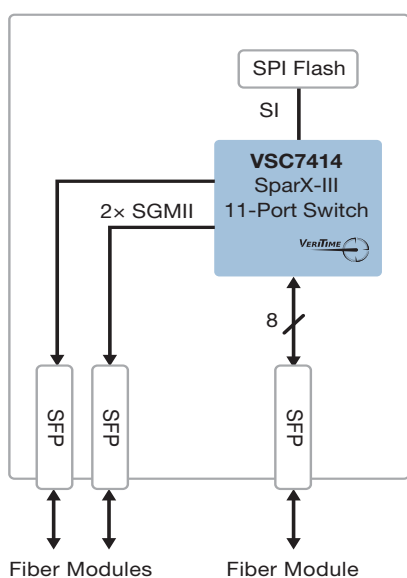 SPI Flash
SI
VSC7414
SparX-III
11-Port Switch
VERITIME
2× SGMII
8
SFP
SFP
SFP
Fiber Modules
Fiber Module